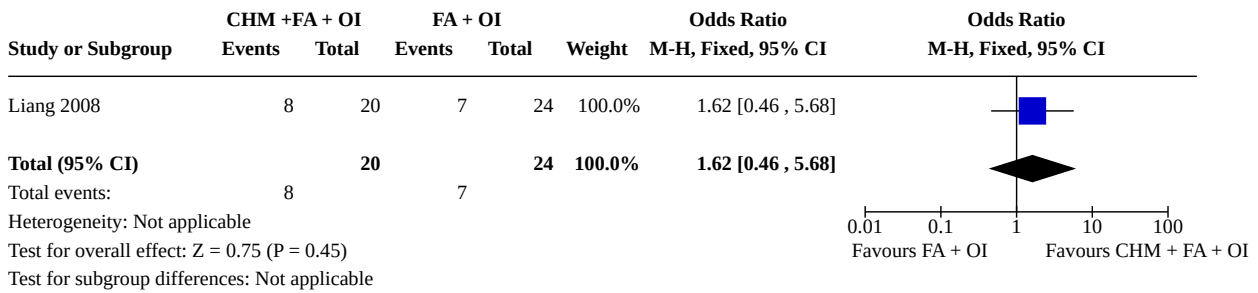 CHM +FA + OI FA + OI Odds Ratio Odds Ratio
Study or Subgroup Events Total Events Total Weight M-H, Fixed, 95% CI M-H, Fixed, 95% CI
Liang 2008 8 20 7 24 100.0% 1.62 [0.46 , 5.68]
Total (95% CI) 20 24 100.0% 1.62 [0.46 , 5.68]
Total events: 8 7
Heterogeneity: Not applicable 0.01 0.1 1 10 100
Test for overall effect: Z = 0.75 (P = 0.45) Favours FA + OI Favours CHM + FA + OI
Test for subgroup differences: Not applicable